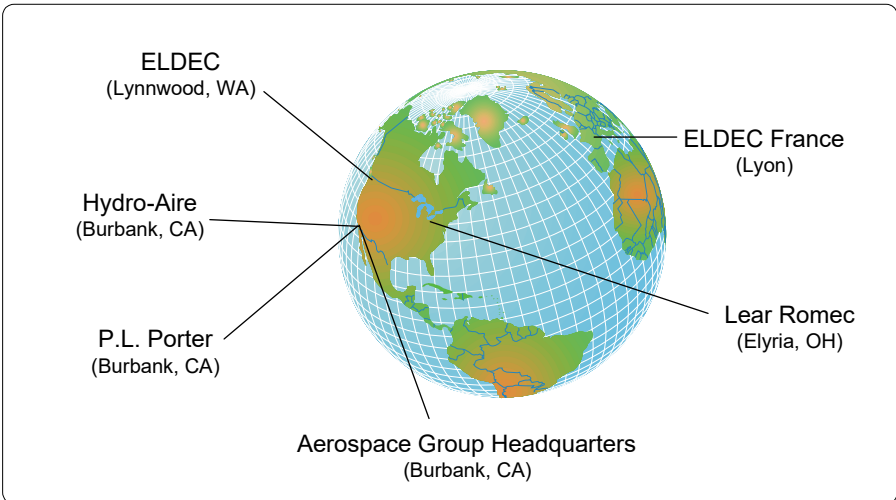 ELDEC
(Lynnwood, WA)
ELDEC France
(Lyon)
Hydro-Aire
(Burbank, CA)
Lear Romec
(Elyria, OH)
P.L. Porter
(Burbank, CA)
Aerospace Group Headquarters
(Burbank, CA)